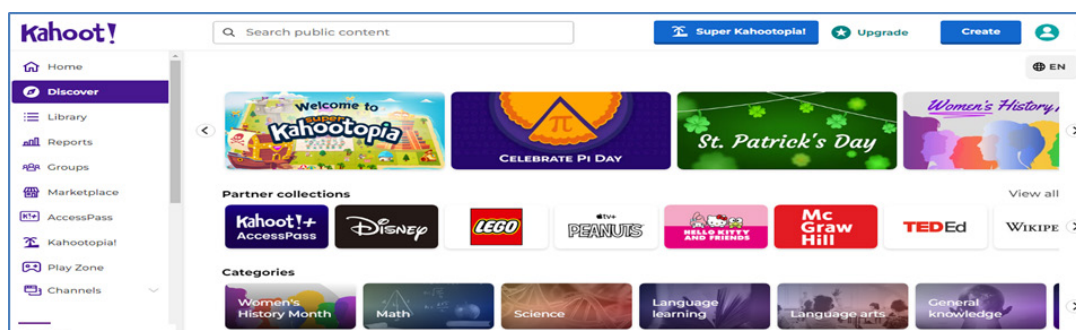 Kahoot!
Search public content
Super Kahootopia!
Upgrade
Create
Home
Discover
Library
Reports
Groups
Marketplace
K!+ AccessPass
Kahootopia!
Play Zone
Channels
EN
Welcome to
super
Kahootopia
π
CELEBRATE PI DAY
St. Patrick's Day
Women's History
Partner collections
View all
Kahoot!+
AccessPass
Disney
LEGO
tv+
PEANUTS
HELLO KITTY
AND FRIENDS
Mc
Graw
Hill
TEDEd
WIKIPE
Categories
Women's
History Month
Math
Science
Language
learning
Language arts
General
knowledge